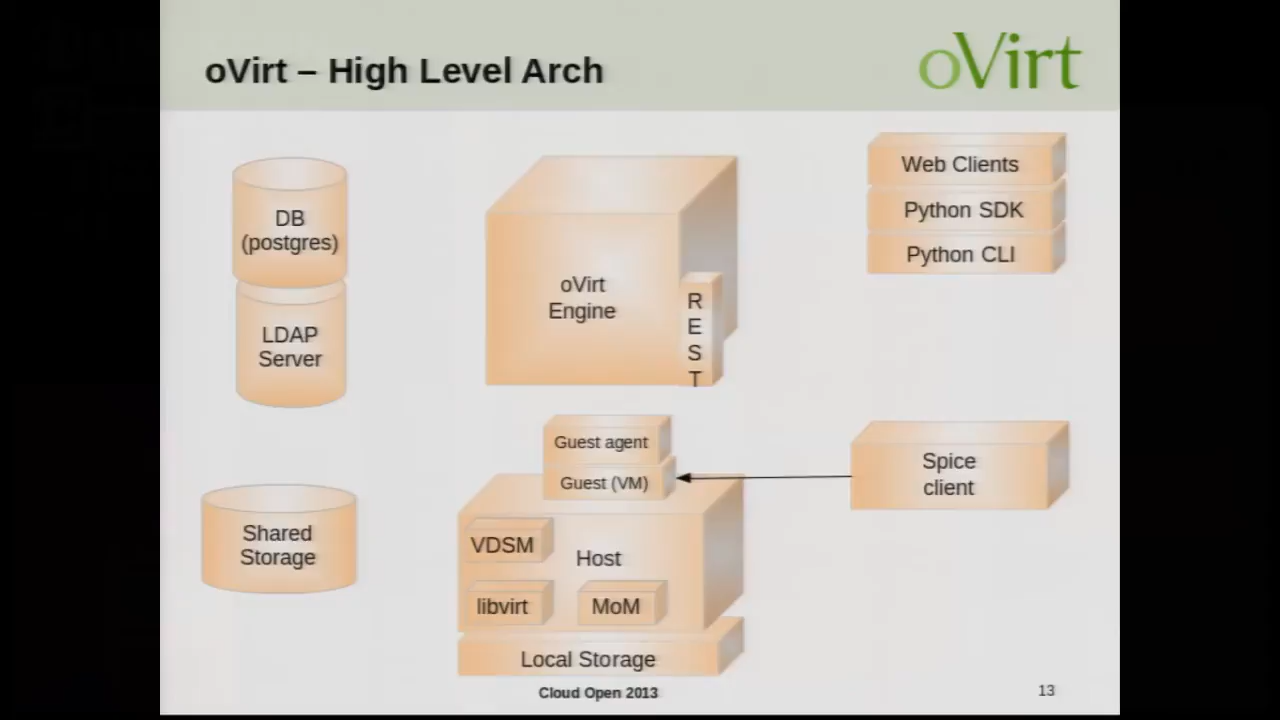 oVirt – High Level Arch
oVirt
DB
(postgres)
LDAP
Server
Shared
Storage
oVirt
Engine
R
E
S
T
Web Clients
Python SDK
Python CLI
Guest agent
Guest (VM)
Spice
client
VDSM
Host
libvirt
MoM
Local Storage
Cloud Open 2013
13